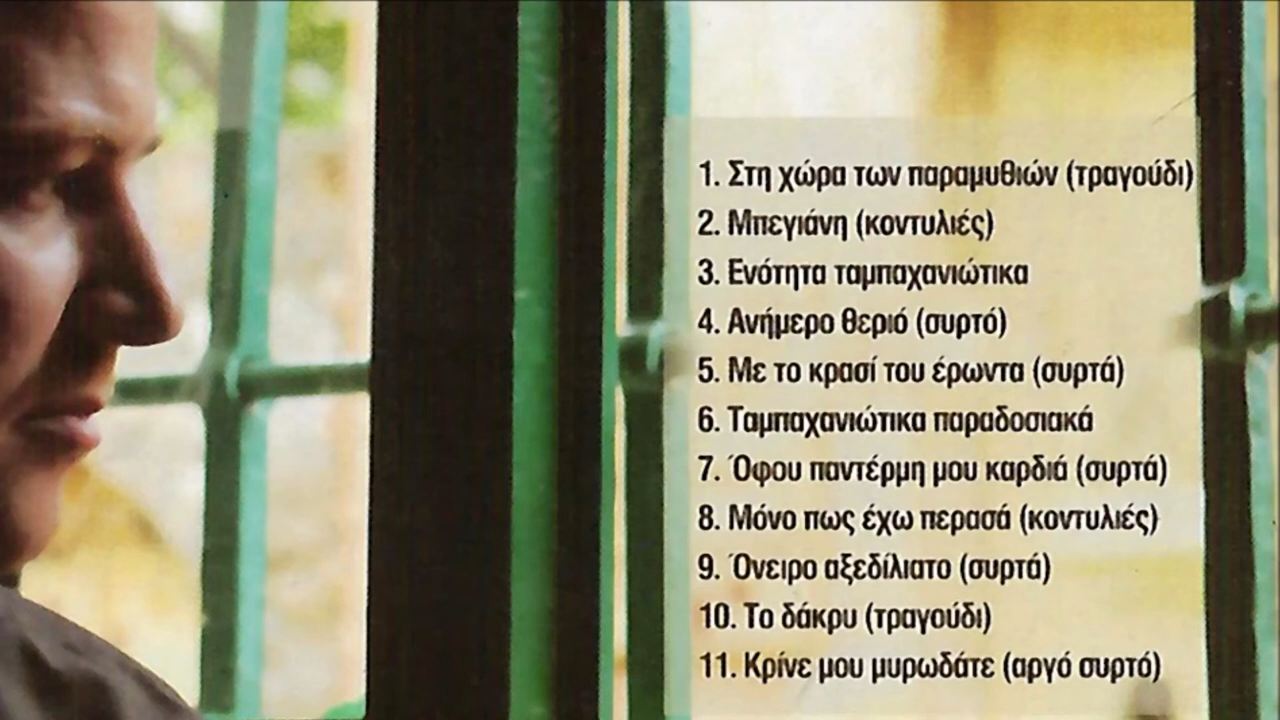 1. Στη χώρα των παραμυθιών (τραγούδι)
2. Μπεγιάνη (κοντυλιές)
3. Ενότητα ταμπαχανιώτικα
4. Ανήμερο θεριό (συρτό)
5. Με το κρασί του έρωντα (συρτά)
6. Ταμπαχανιώτικα παραδοσιακά
7. Όφου παντέρμη μου καρδιά (συρτά)
8. Μόνο πως έχω περασά (κοντυλιές)
9. Όνειρο αξεδίλιατο (συρτά)
10. Το δάκρυ (τραγούδι)
11. Κρίνε μου μυρωδάτε (αργό συρτό)